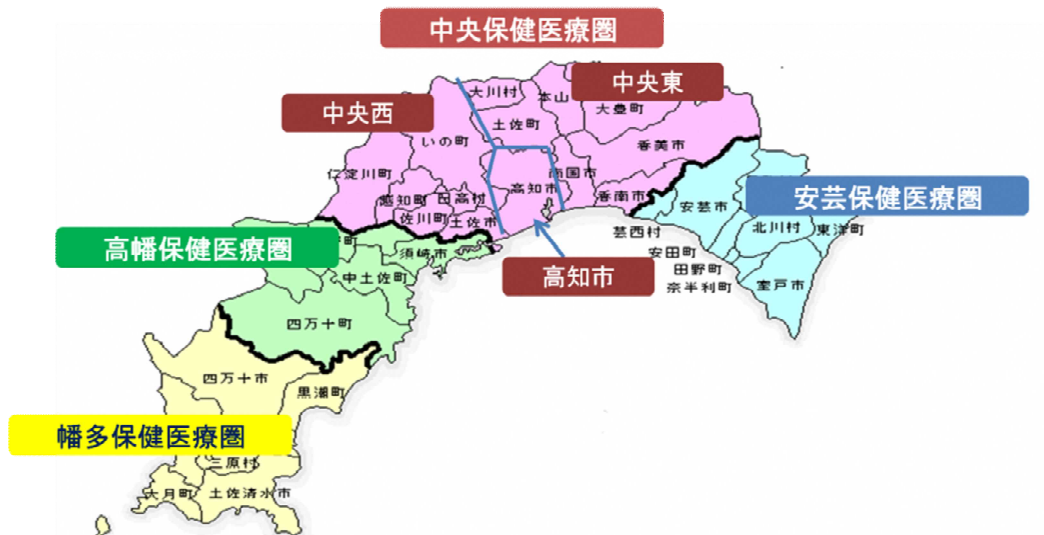 中央保健医療圏
中央東
中央西
大川村
本山
大豊町
土佐町
いの町
香美市
仁淀川町
南国市
高知市
越知町
日高村
香南市
佐川町
土佐市
安芸市
安芸保健医療圏
北川村
東洋町
芸西村
安田町
田野町
奈半利町
室戸市
高幡保健医療圏
町
須崎市
高知市
中土佐町
四万十町
四万十市
黒潮町
幡多保健医療圏
三原村
大月町
土佐清水市